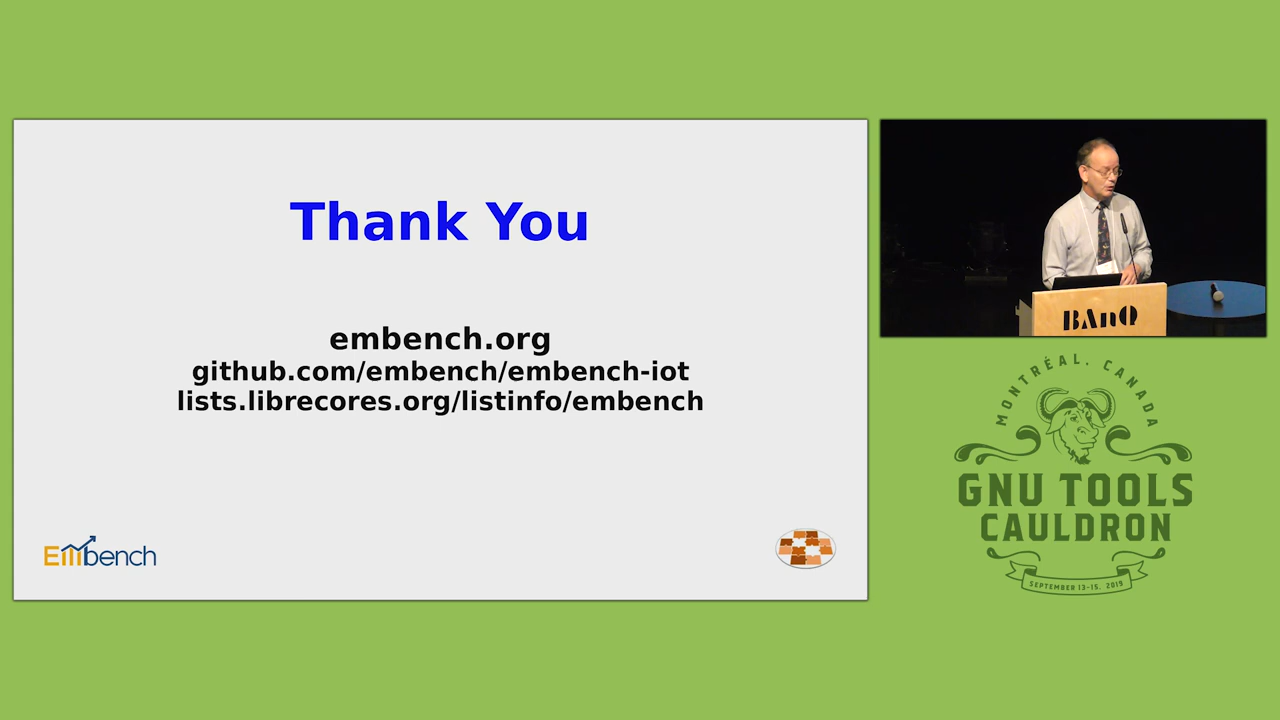 Thank You
embench.org
github.com/embench/embench-iot
lists.librecores.org/listinfo/embench
Embench
BAnQ
MONTRÉAL. CANADA
GNU TOOLS
CAULDRON
SEPTEMBER 13-15, 2019